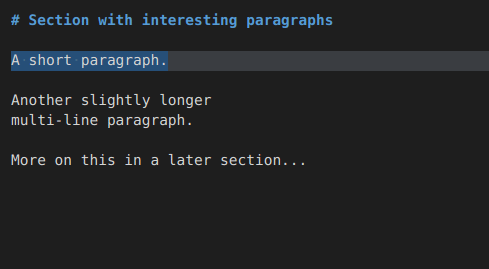 # Section with interesting paragraphs
A short paragraph.
Another slightly longer
multi-line paragraph.
More on this in a later section...